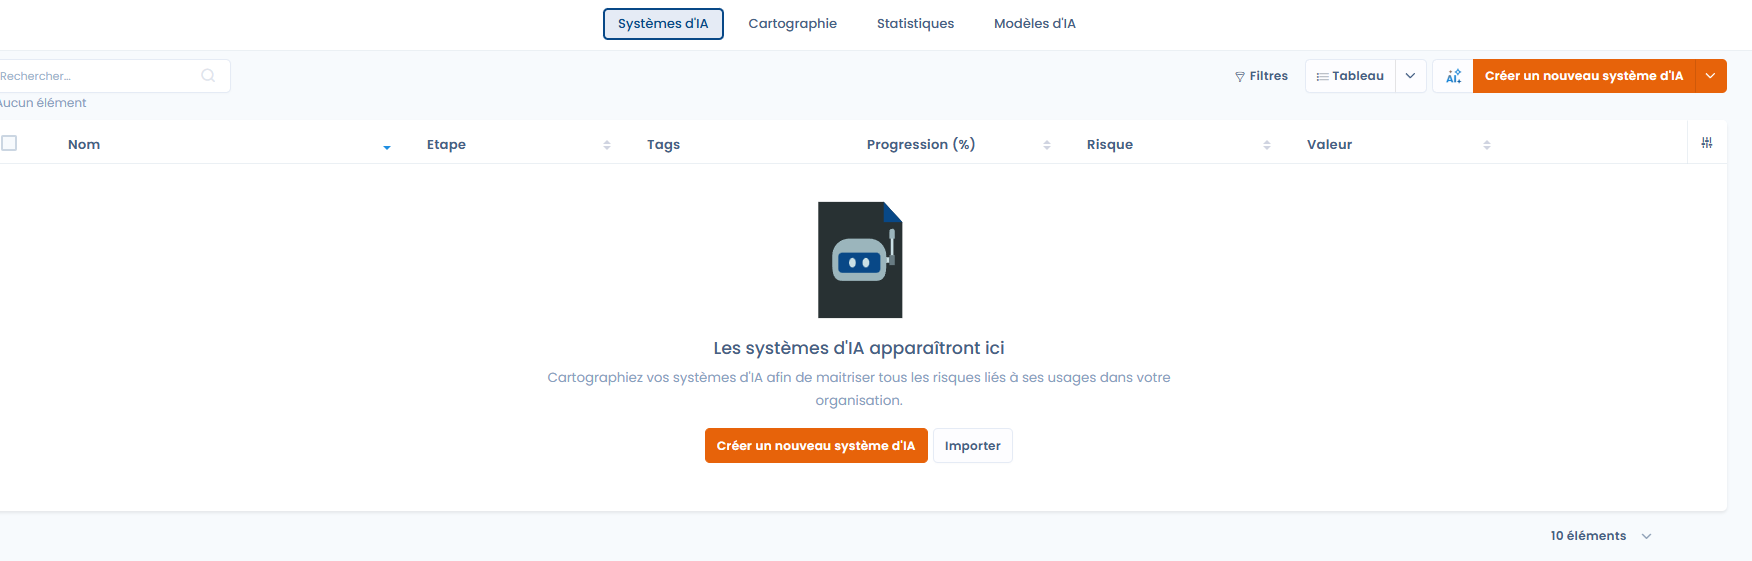 Systèmes d'IA Cartographie Statistiques Modèles d'IA
Rechercher...
Filtres Tableau AI Créer un nouveau système d'IA
Aucun élément
Nom Etape Tags Progression (%) Risque Valeur
Les systèmes d'IA apparaîtront ici
Cartographiez vos systèmes d'IA afin de maitriser tous les risques liés à ses usages dans votre
organisation.
Créer un nouveau système d'IA Importer
10 éléments